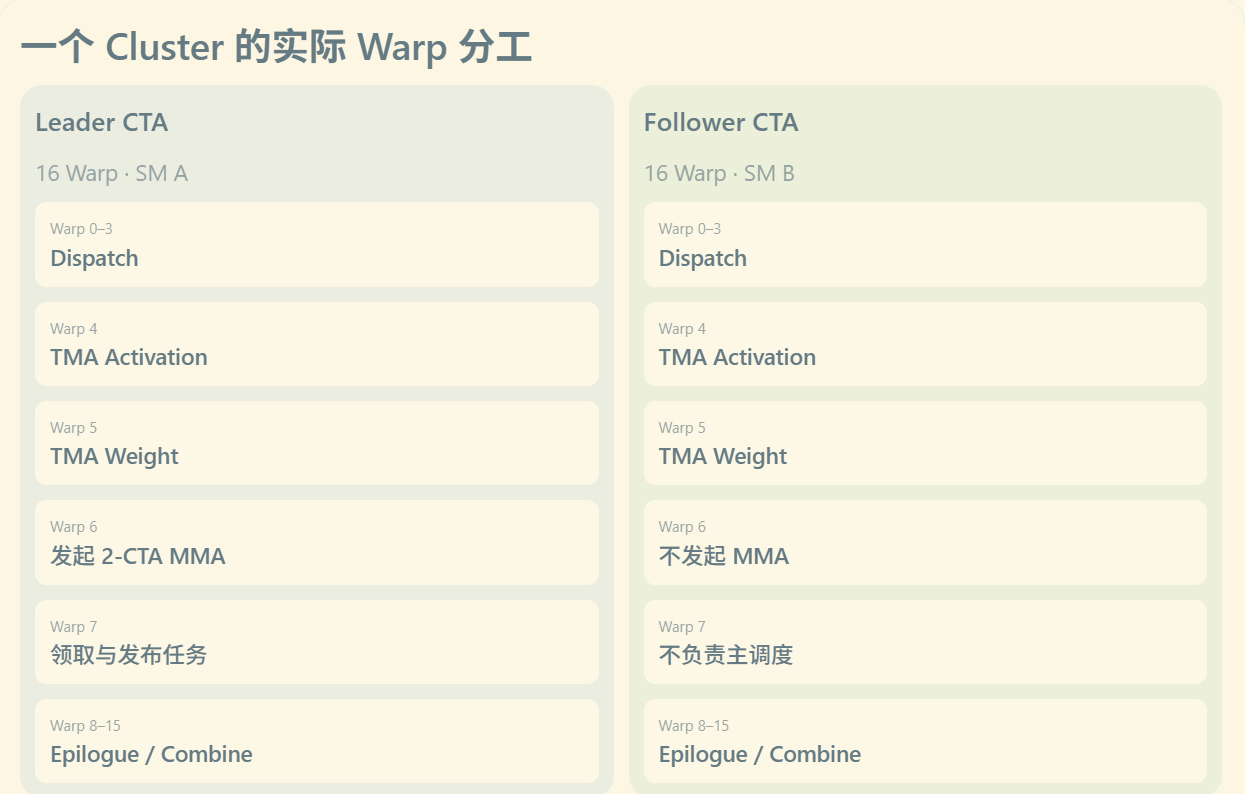 一个 Cluster 的实际 Warp 分工
Leader CTA
16 Warp · SM A
Warp 0–3
Dispatch
Warp 4
TMA Activation
Warp 5
TMA Weight
Warp 6
发起 2-CTA MMA
Warp 7
领取与发布任务
Warp 8–15
Epilogue / Combine
Follower CTA
16 Warp · SM B
Warp 0–3
Dispatch
Warp 4
TMA Activation
Warp 5
TMA Weight
Warp 6
不发起 MMA
Warp 7
不负责主调度
Warp 8–15
Epilogue / Combine